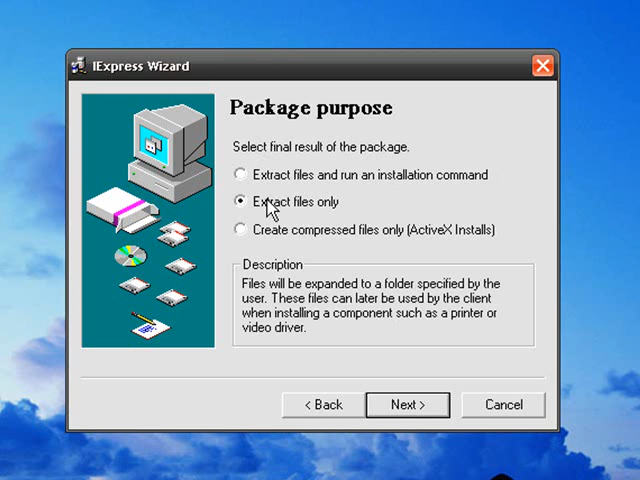 IExpress Wizard
Package purpose
Select final result of the package.
Extract files and run an installation command
Extract files only
Create compressed files only (ActiveX Installs)
Description
Files will be expanded to a folder specified by the
user. These files can later be used by the client
when installing a component such as a printer or
video driver.
< Back
Next >
Cancel